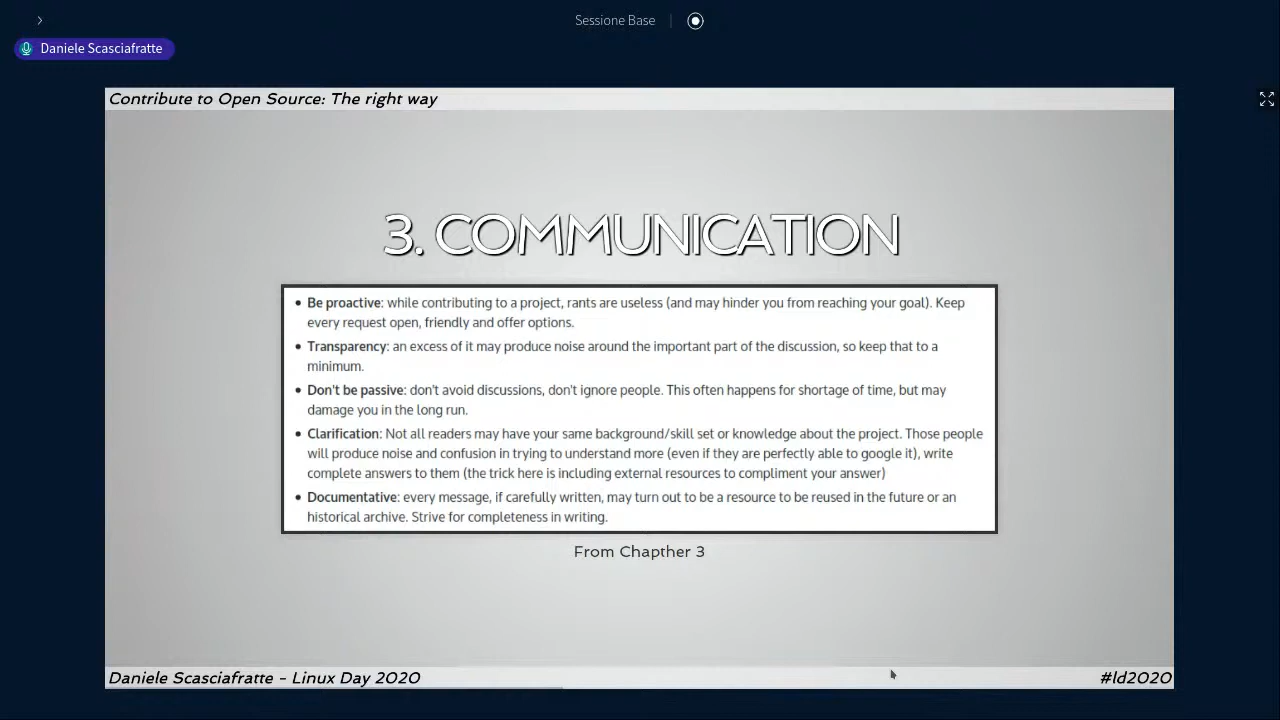 Sessione Base
Daniele Scasciafratte
Contribute to Open Source: The right way
3. COMMUNICATION
• Be proactive: while contributing to a project, rants are useless (and may hinder you from reaching your goal). Keep
every request open, friendly and offer options.
• Transparency: an excess of it may produce noise around the important part of the discussion, so keep that to a
minimum.
• Don't be passive: don't avoid discussions, don't ignore people. This often happens for shortage of time, but may
damage you in the long run.
• Clarification: Not all readers may have your same background/skill set or knowledge about the project. Those people
will produce noise and confusion in trying to understand more (even if they are perfectly able to google it), write
complete answers to them (the trick here is including external resources to compliment your answer)
• Documentative: every message, if carefully written, may turn out to be a resource to be reused in the future or an
historical archive. Strive for completeness in writing.
From Chapther 3
Daniele Scasciafratte - Linux Day 2020
#ld2020